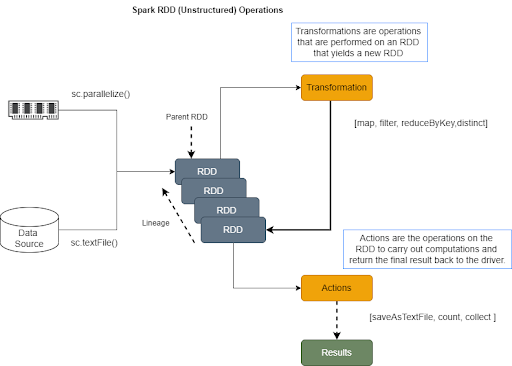 Spark RDD (Unstructured) Operations
Transformations are operations
that are performed on an RDD
that yields a new RDD
sc.parallelize()
Transformation
Parent RDD
[map, filter, reduceByKey,distinct]
RDD
RDD
RDD
RDD
Lineage
Data
Source
sc.textFile()
Actions are the operations on the
RDD to carry out computations and
return the final result back to the driver.
Actions
[saveAsTextFile, count, collect ]
Results